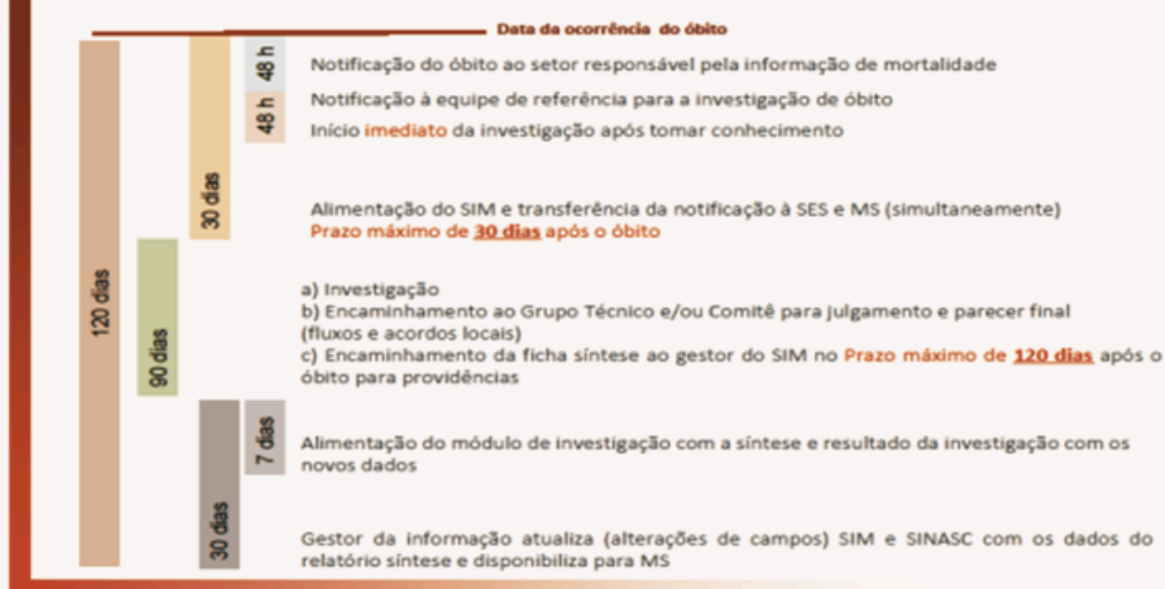 Data da ocorrência do óbito
120 dias
30 dias
48 h
Notificação do óbito ao setor responsável pela informação de mortalidade
48 h
Notificação à equipe de referência para a investigação de óbito
Início imediato da investigação após tomar conhecimento
Alimentação do SIM e transferência da notificação à SES e MS (simultaneamente)
Prazo máximo de 30 dias após o óbito
90 dias
a) Investigação
b) Encaminhamento ao Grupo Técnico e/ou Comitê para julgamento e parecer final
(fluxos e acordos locais)
c) Encaminhamento da ficha síntese ao gestor do SIM no Prazo máximo de 120 dias após o
óbito para providências
30 dias
7 dias
Alimentação do módulo de investigação com a síntese e resultado da investigação com os
novos dados
Gestor da informação atualiza (alterações de campos) SIM e SINASC com os dados do
relatório síntese e disponibiliza para MS